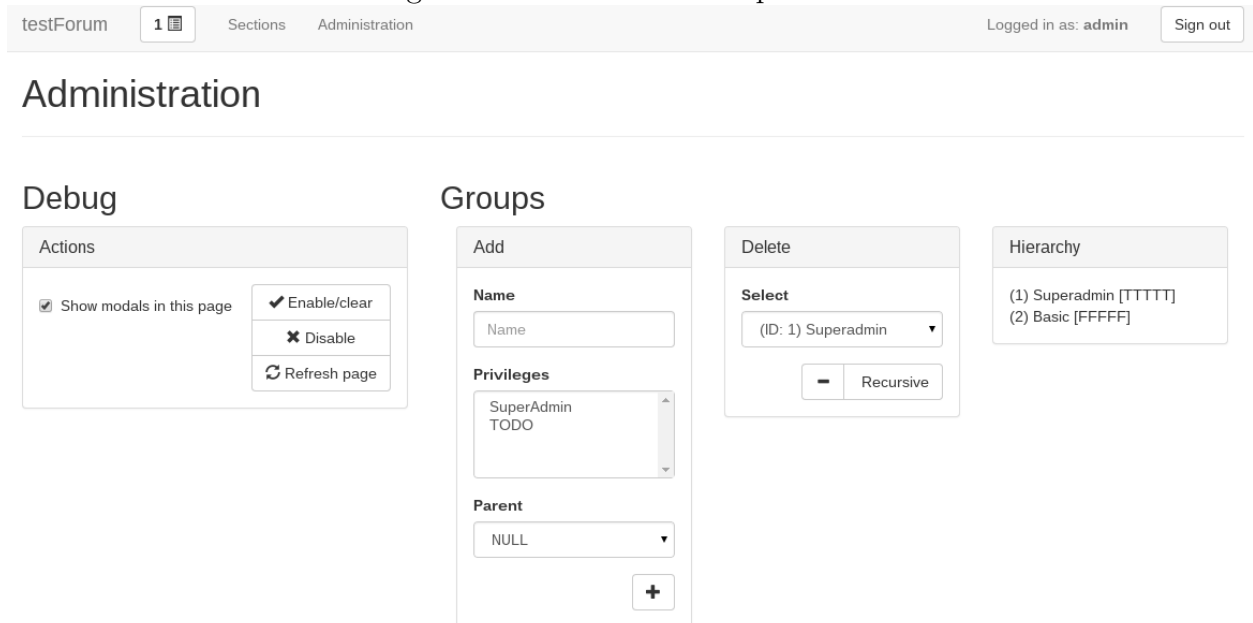 testForum 1 Sections Administration Logged in as: admin Sign out
Administration
Debug
Actions
Show modals in this page
Enable/clear
Disable
Refresh page
Groups
Add
Name
Name
Privileges
SuperAdmin
TODO
Parent
NULL
Delete
Select
(ID: 1) Superadmin
Recursive
Hierarchy
(1) Superadmin [TTTTT]
(2) Basic [FFFFF]